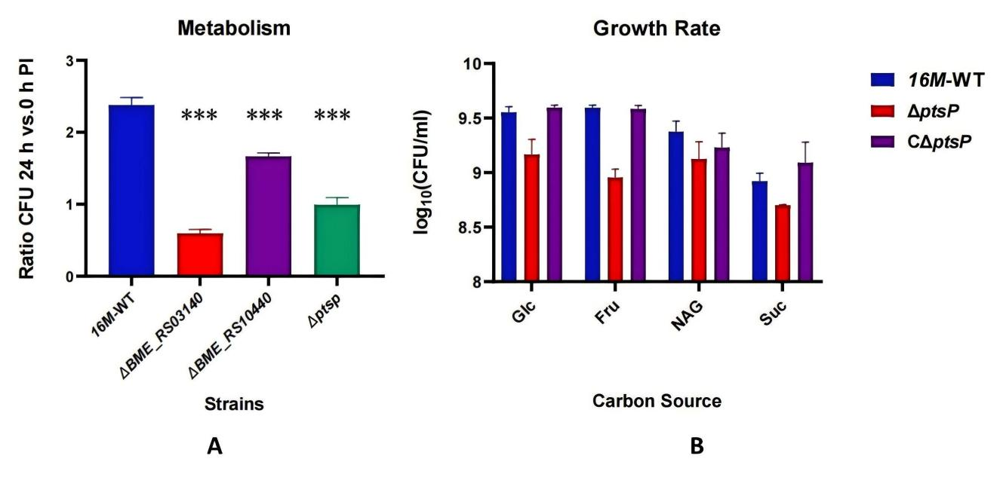 Metabolism
Ratio CFU 24 h vs.0 h PI
3
2
1
0
***
***
***
16M-WT
ΔBME_RS03140
ΔBME_RS10440
Δptsp
Strains
A
Growth Rate
log10(CFU/ml)
10
9.5
9
8.5
8
Glc
Fru
NAG
Suc
Carbon Source
B
16M-WT
ΔptsP
CΔptsP